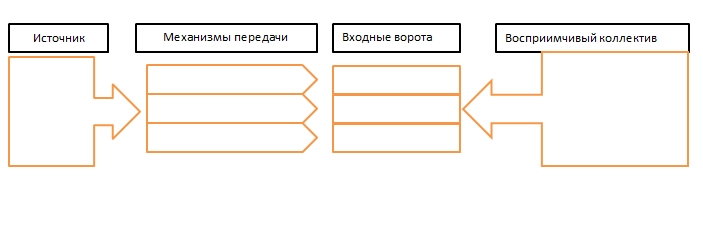 Источник
Механизмы передачи
Входные ворота
Восприимчивый коллектив